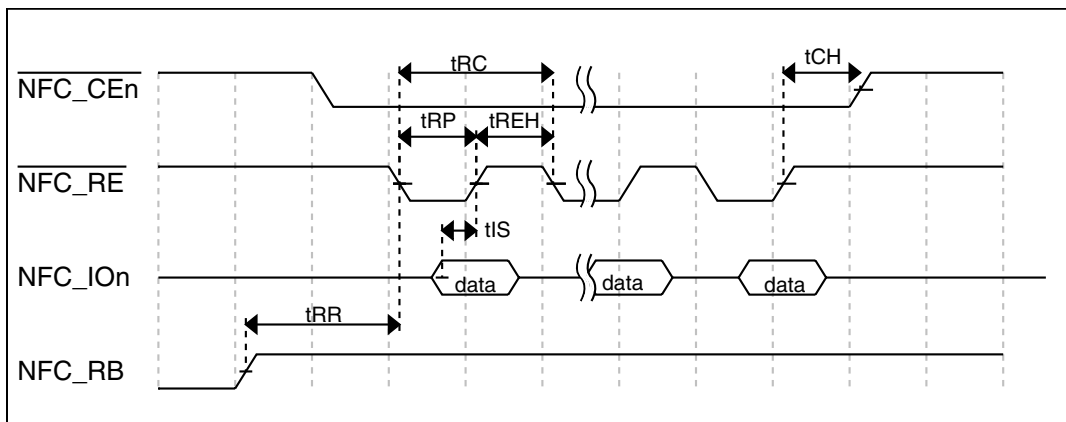 tRC
tCH
NFC_CEn
tRP
tREH
NFC_RE
tIS
NFC_IOn
data
data
data
tRR
NFC_RB